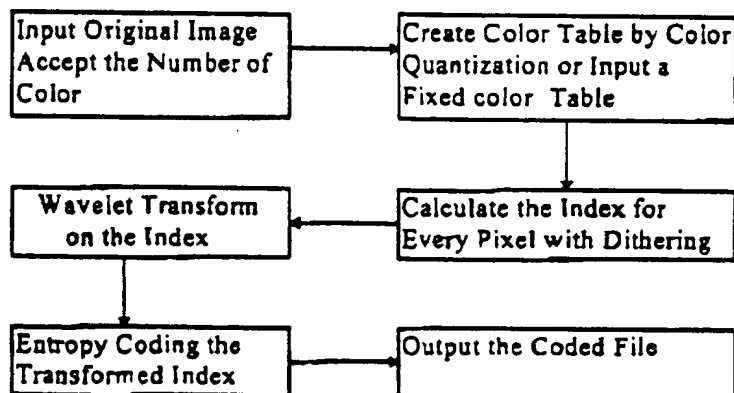 Input Original Image
Accept the Number of
Color
Create Color Table by Color
Quantization or Input a
Fixed color Table
Wavelet Transform
on the Index
Calculate the Index for
Every Pixel with Dithering
Entropy Coding the
Transformed Index
Output the Coded File